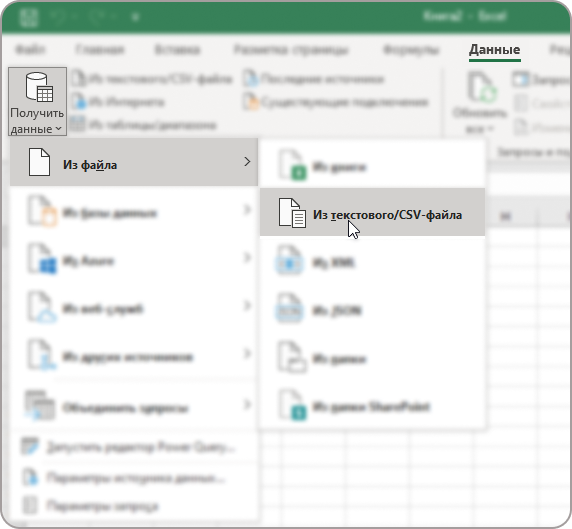 Книга2 - Excel
Файл Главная Вставка Разметка страницы Формулы Данные
Получить данные
Из текстового/CSV-файла
Из Интернета
Из таблицы/диапазона
Последние источники
Существующие подключения
Обновить
все
Запросы и по
Из файла
Из базы данных
Из Azure
Из веб-служб
Из других источников
Объединить запросы
Запустить редактор Power Query...
Параметры источника данных...
Параметры запроса
Из книги
Из текстового/CSV-файла
Из XML
Из JSON
Из папки
Из папки SharePoint